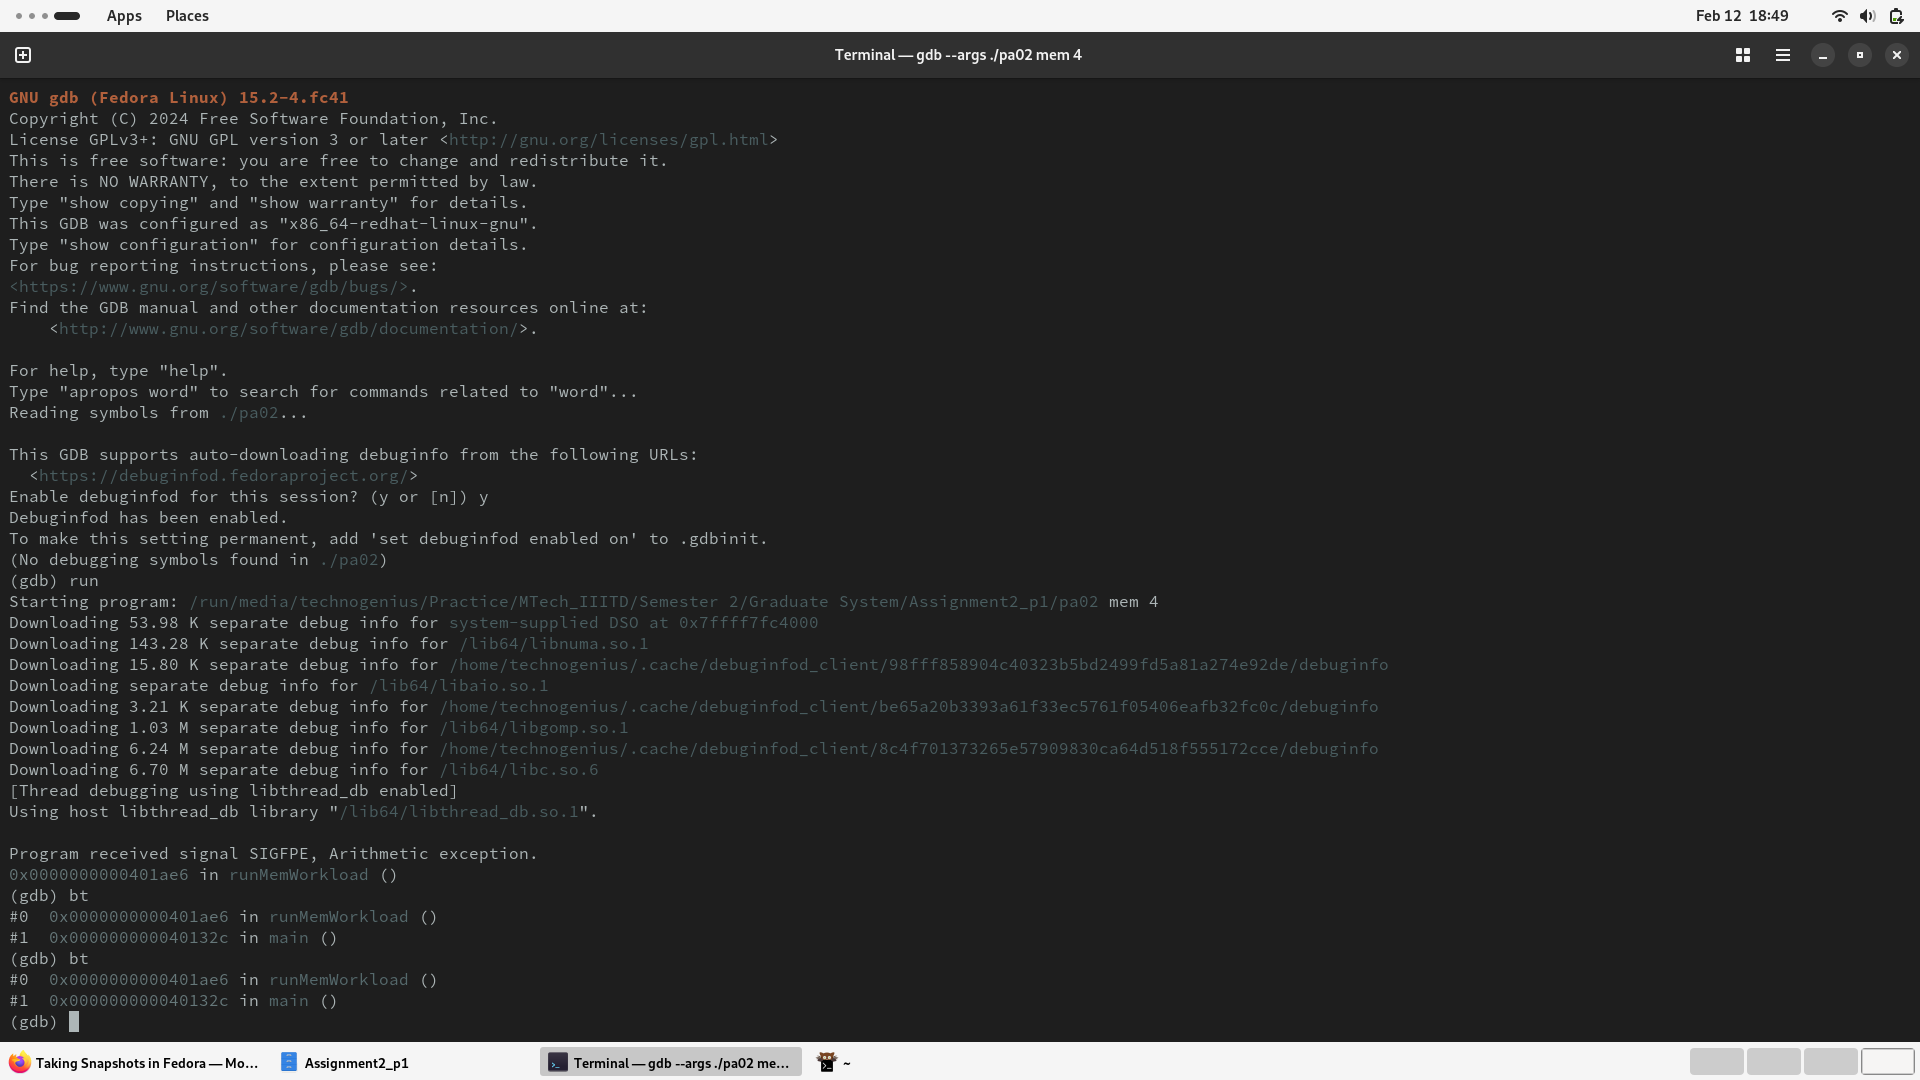 Apps Places Feb 12 18:49
Terminal — gdb --args ./pa02 mem 4
GNU gdb (Fedora Linux) 15.2-4.fc41
Copyright (C) 2024 Free Software Foundation, Inc.
License GPLv3+: GNU GPL version 3 or later <http://gnu.org/licenses/gpl.html>
This is free software: you are free to change and redistribute it.
There is NO WARRANTY, to the extent permitted by law.
Type "show copying" and "show warranty" for details.
This GDB was configured as "x86_64-redhat-linux-gnu".
Type "show configuration" for configuration details.
For bug reporting instructions, please see:
<https://www.gnu.org/software/gdb/bugs/>.
Find the GDB manual and other documentation resources online at:
    <http://www.gnu.org/software/gdb/documentation/>.

For help, type "help".
Type "apropos word" to search for commands related to "word"...
Reading symbols from ./pa02...

This GDB supports auto-downloading debuginfo from the following URLs:
  <https://debuginfod.fedoraproject.org/>
Enable debuginfod for this session? (y or [n]) y
Debuginfod has been enabled.
To make this setting permanent, add 'set debuginfod enabled on' to .gdbinit.
(No debugging symbols found in ./pa02)
(gdb) run
Starting program: /run/media/technogenius/Practice/MTech_IIITD/Semester 2/Graduate System/Assignment2_p1/pa02 mem 4
Downloading 53.98 K separate debug info for system-supplied DSO at 0x7ffff7fc4000
Downloading 143.28 K separate debug info for /lib64/libnuma.so.1
Downloading 15.80 K separate debug info for /home/technogenius/.cache/debuginfod_client/98fff858904c40323b5bd2499fd5a81a274e92de/debuginfo
Downloading separate debug info for /lib64/libaio.so.1
Downloading 3.21 K separate debug info for /home/technogenius/.cache/debuginfod_client/be65a20b3393a61f33ec5761f05406eafb32fc0c/debuginfo
Downloading 1.03 M separate debug info for /lib64/libgomp.so.1
Downloading 6.24 M separate debug info for /home/technogenius/.cache/debuginfod_client/8c4f701373265e57909830ca64d518f555172cce/debuginfo
Downloading 6.70 M separate debug info for /lib64/libc.so.6
[Thread debugging using libthread_db enabled]
Using host libthread_db library "/lib64/libthread_db.so.1".

Program received signal SIGFPE, Arithmetic exception.
0x0000000000401ae6 in runMemWorkload ()
(gdb) bt
#0  0x0000000000401ae6 in runMemWorkload ()
#1  0x000000000040132c in main ()
(gdb) bt
#0  0x0000000000401ae6 in runMemWorkload ()
#1  0x000000000040132c in main ()
(gdb)
Taking Snapshots in Fedora — Mo... Assignment2_p1 Terminal — gdb --args ./pa02 me... ~